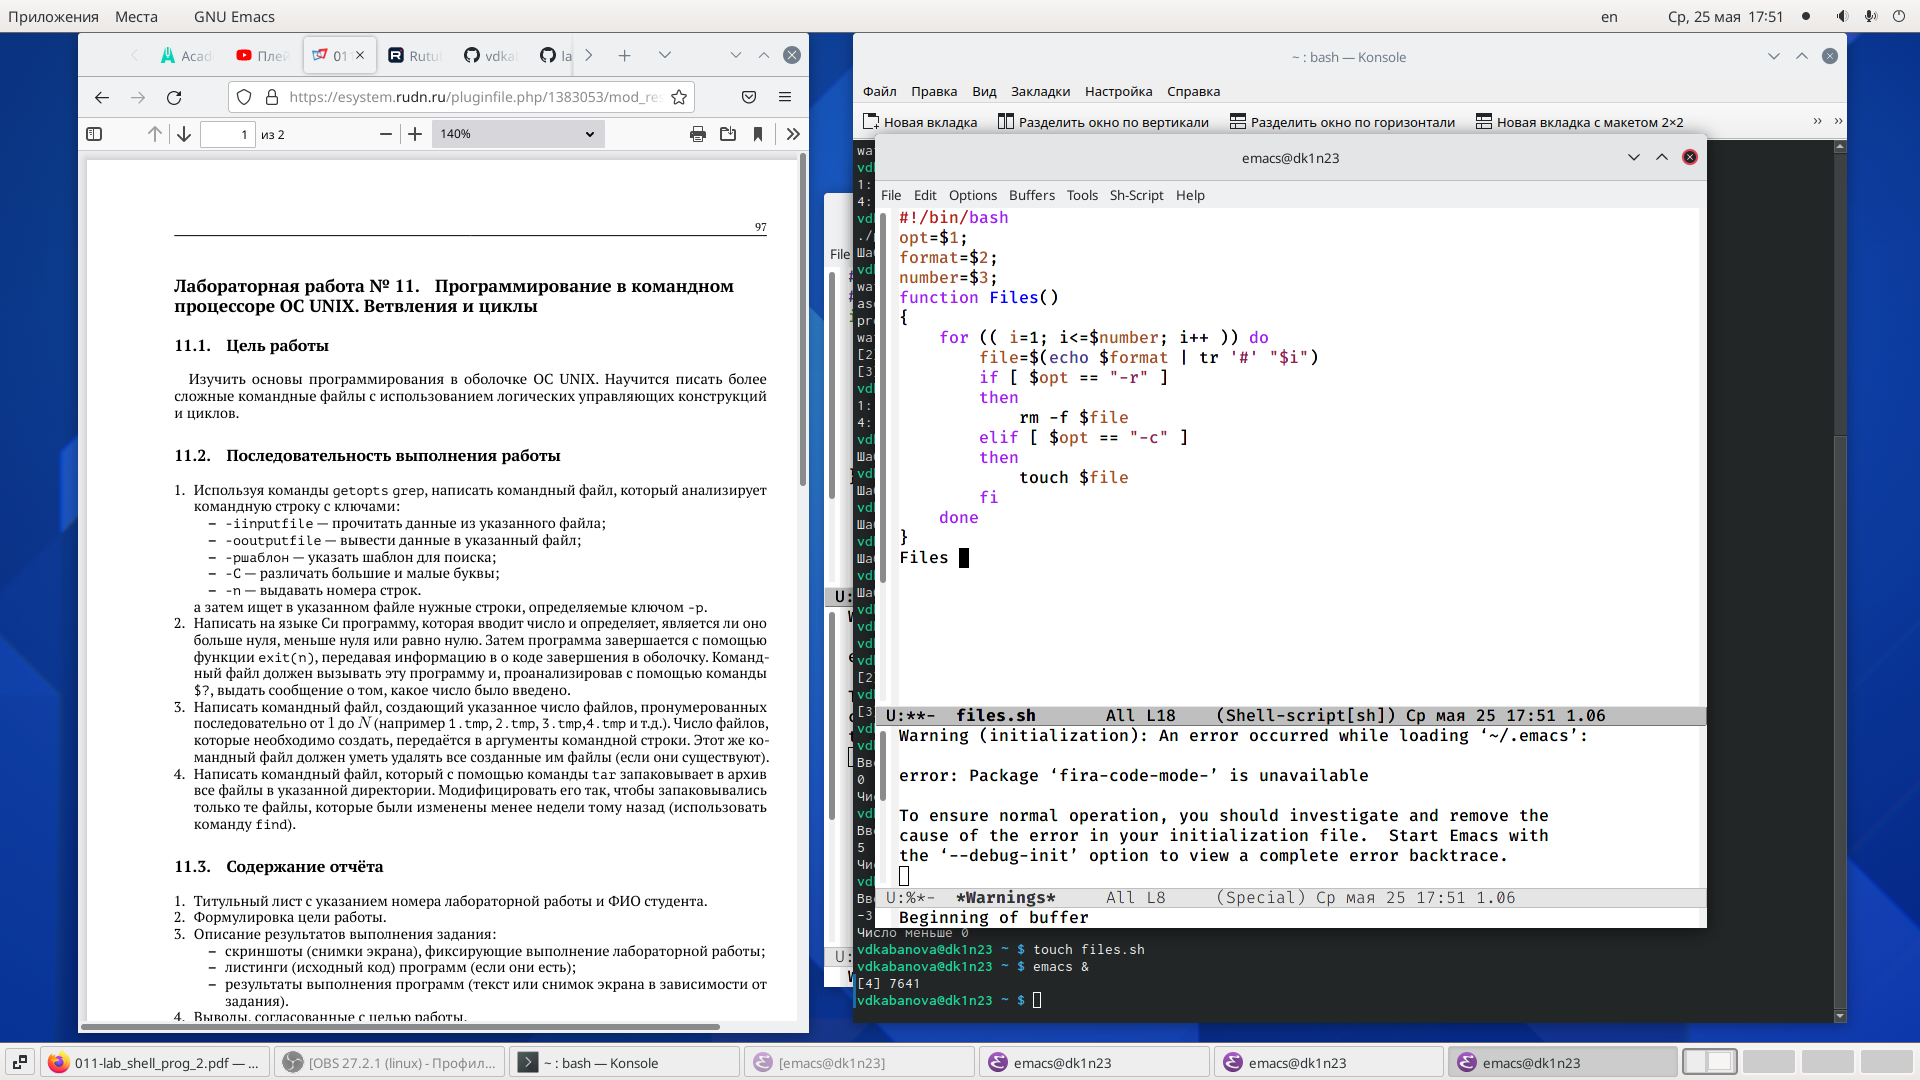 Приложения Места GNU Emacs en Ср, 25 мая 17:51
Acad Плей 011 Rutu vdka la
https://esystem.rudn.ru/pluginfile.php/1383053/mod_res
1 из 2 140%
97
Лабораторная работа № 11. Программирование в командном
процессоре ОС UNIX. Ветвления и циклы
11.1. Цель работы
Изучить основы программирования в оболочке ОС UNIX. Научится писать более
сложные командные файлы с использованием логических управляющих конструкций
и циклов.
11.2. Последовательность выполнения работы
1. Используя команды getopts grep, написать командный файл, который анализирует
командную строку с ключами:
– -iinputfile — прочитать данные из указанного файла;
– -ooutputfile — вывести данные в указанный файл;
– -pшаблон — указать шаблон для поиска;
– -C — различать большие и малые буквы;
– -n — выдавать номера строк.
а затем ищет в указанном файле нужные строки, определяемые ключом -p.
2. Написать на языке Си программу, которая вводит число и определяет, является ли оно
больше нуля, меньше нуля или равно нулю. Затем программа завершается с помощью
функции exit(n), передавая информацию в о коде завершения в оболочку. Команд-
ный файл должен вызывать эту программу и, проанализировав с помощью команды
$?, выдать сообщение о том, какое число было введено.
3. Написать командный файл, создающий указанное число файлов, пронумерованных
последовательно от 1 до N (например 1.tmp, 2.tmp, 3.tmp,4.tmp и т.д.). Число файлов,
которые необходимо создать, передаётся в аргументы командной строки. Этот же ко-
мандный файл должен уметь удалять все созданные им файлы (если они существуют).
4. Написать командный файл, который с помощью команды tar запаковывает в архив
все файлы в указанной директории. Модифицировать его так, чтобы запаковывались
только те файлы, которые были изменены менее недели тому назад (использовать
команду find).
11.3. Содержание отчёта
1. Титульный лист с указанием номера лабораторной работы и ФИО студента.
2. Формулировка цели работы.
3. Описание результатов выполнения задания:
– скриншоты (снимки экрана), фиксирующие выполнение лабораторной работы;
– листинги (исходный код) программ (если они есть);
– результаты выполнения программ (текст или снимок экрана в зависимости от
задания).
4. Выводы, согласованные с целью работы.
~ : bash — Konsole
Файл Правка Вид Закладки Настройка Справка
Новая вкладка Разделить окно по вертикали Разделить окно по горизонтали Новая вкладка с макетом 2×2
emacs@dk1n23
File Edit Options Buffers Tools Sh-Script Help
#!/bin/bash
opt=$1;
format=$2;
number=$3;
function Files()
{
for (( i=1; i<=$number; i++ )) do
file=$(echo $format | tr '#' "$i")
if [ $opt == "-r" ]
then
rm -f $file
elif [ $opt == "-c" ]
then
touch $file
fi
done
}
Files
U:**- files.sh All L18 (Shell-script[sh]) Ср мая 25 17:51 1.06
Warning (initialization): An error occurred while loading ‘~/.emacs’:
error: Package ‘fira-code-mode-’ is unavailable
To ensure normal operation, you should investigate and remove the
cause of the error in your initialization file. Start Emacs with
the ‘--debug-init’ option to view a complete error backtrace.
U:%*- *Warnings* All L8 (Special) Ср мая 25 17:51 1.06
Beginning of buffer
Число меньше 0
vdkabanova@dk1n23 ~ $ touch files.sh
vdkabanova@dk1n23 ~ $ emacs &
[4] 7641
vdkabanova@dk1n23 ~ $
File
011-lab_shell_prog_2.pdf — ... [OBS 27.2.1 (linux) - Профил... ~ : bash — Konsole [emacs@dk1n23] emacs@dk1n23 emacs@dk1n23 emacs@dk1n23